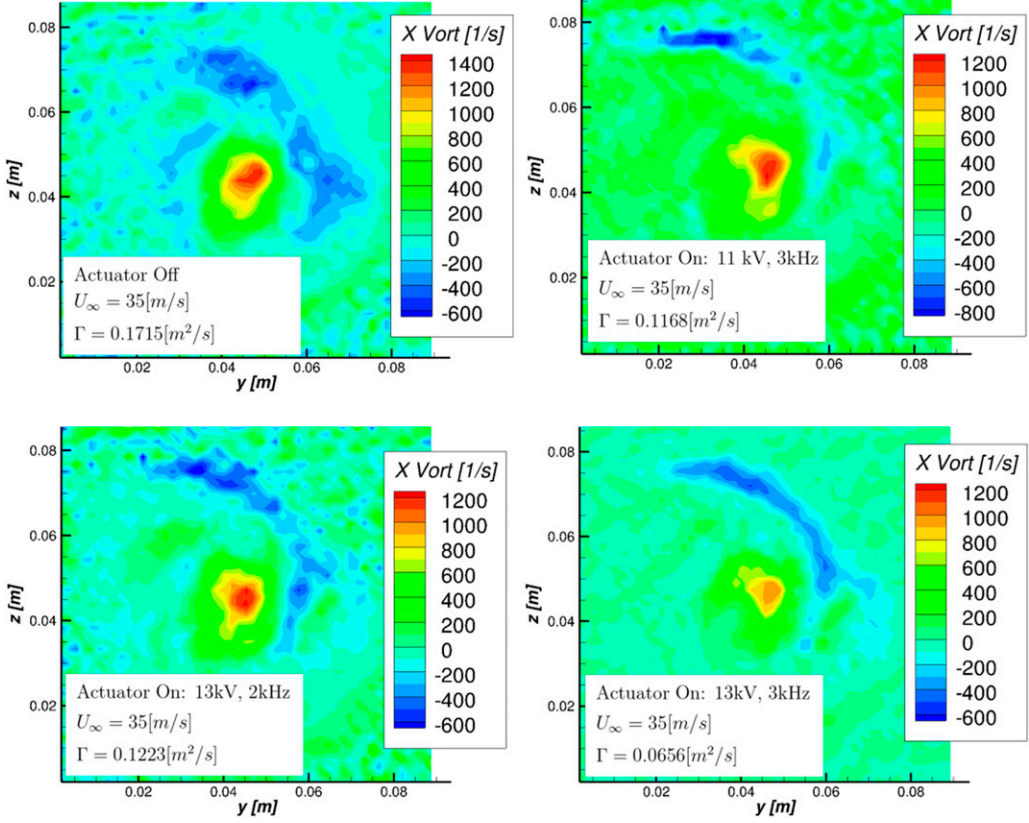 X Vort [1/s]
1400
1200
1000
800
600
400
200
0
-200
-400
-600
0.08
0.06
0.04
0.02
z [m]
Actuator Off
U∞ = 35[m/s]
Γ = 0.1715[m²/s]
0.02 0.04 0.06 0.08
y [m]
X Vort [1/s]
1200
1000
800
600
400
200
0
-200
-400
-600
-800
0.08
0.06
0.04
0.02
z [m]
Actuator On: 11 kV, 3kHz
U∞ = 35[m/s]
Γ = 0.1168[m²/s]
0.02 0.04 0.06 0.08
y [m]
X Vort [1/s]
1200
1000
800
600
400
200
0
-200
-400
-600
0.08
0.06
0.04
0.02
z [m]
Actuator On: 13kV, 2kHz
U∞ = 35[m/s]
Γ = 0.1223[m²/s]
0.02 0.04 0.06 0.08
y [m]
X Vort [1/s]
1200
1000
800
600
400
200
0
-200
-400
-600
0.08
0.06
0.04
0.02
z [m]
Actuator On: 13kV, 3kHz
U∞ = 35[m/s]
Γ = 0.0656[m²/s]
0.02 0.04 0.06 0.08
y [m]